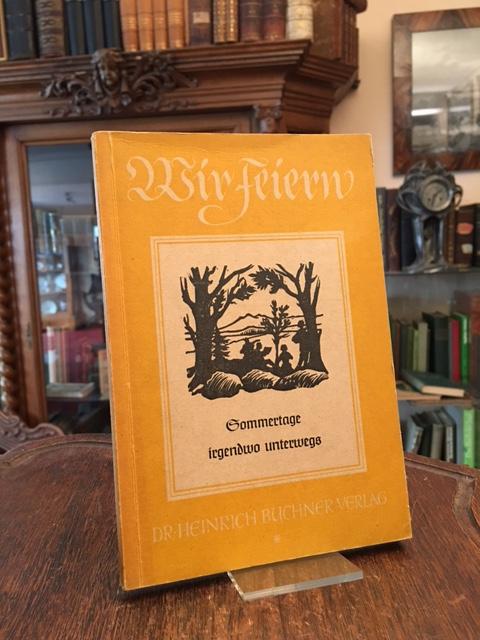 Wir feiern
Sommertage
irgendwo unterwegs
DR·HEINRICH BUCHNER VERLAG